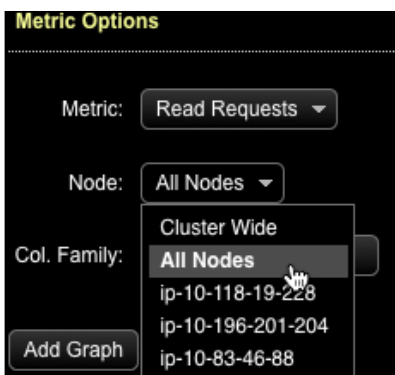 Metric Options
Metric: Read Requests
Node: All Nodes
Cluster Wide
Col. Family: All Nodes
ip-10-118-19-228
ip-10-196-201-204
Add Graph ip-10-83-46-88